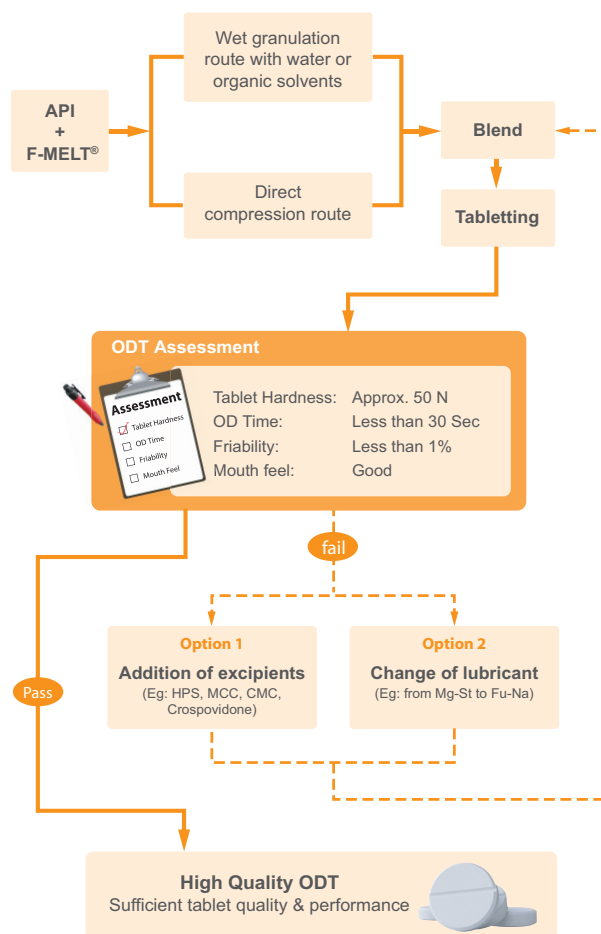 Wet granulation
route with water or
organic solvents
API
+
F-MELT®
Blend
Direct
compression route
Tabletting
ODT Assessment
Assessment
Tablet Hardness
OD Time
Friability
Mouth Feel
Tablet Hardness: Approx. 50 N
OD Time: Less than 30 Sec
Friability: Less than 1%
Mouth feel: Good
fail
Option 1
Addition of excipients
(Eg: HPS, MCC, CMC,
Crospovidone)
Option 2
Change of lubricant
(Eg: from Mg-St to Fu-Na)
Pass
High Quality ODT
Sufficient tablet quality & performance